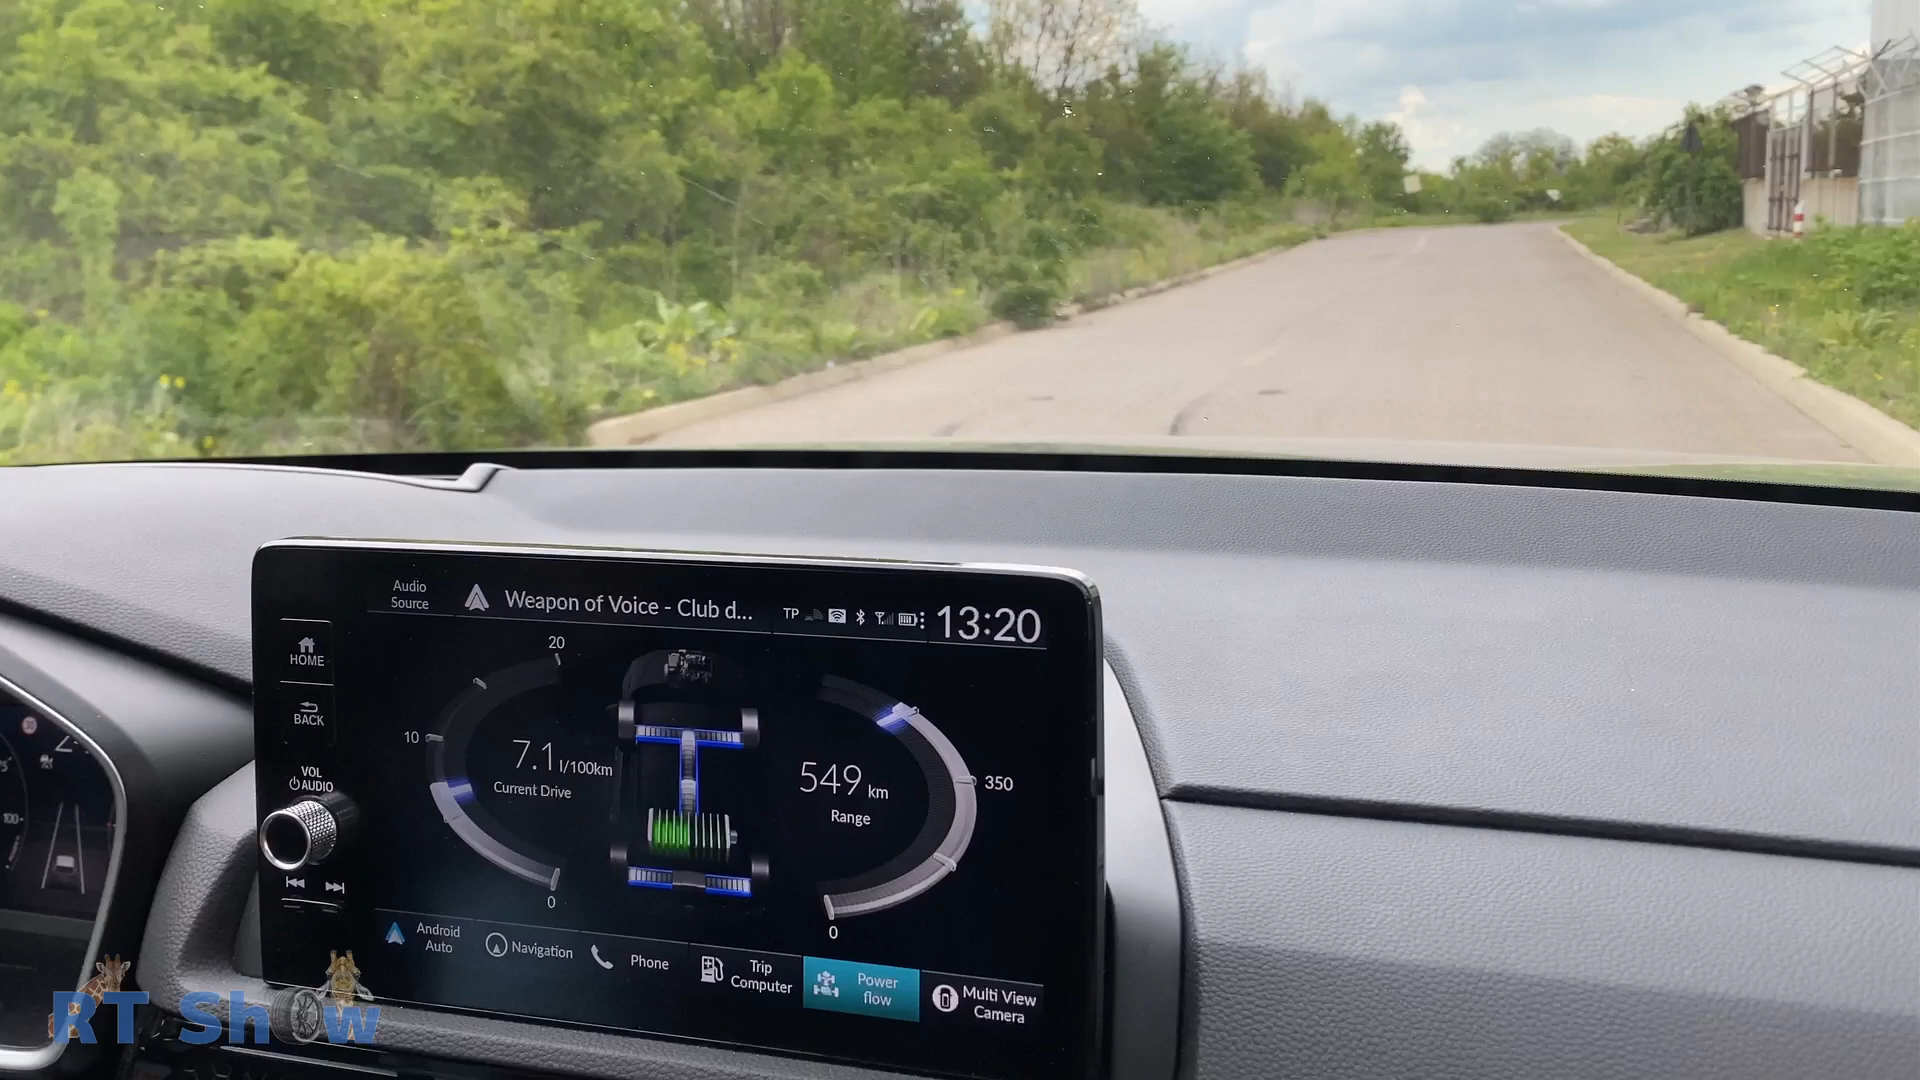 Audio
Source
Weapon of Voice - Club d...
TP
13:20
HOME
BACK
VOL
AUDIO
20
10
7.1 l/100km
Current Drive
0
549 km
Range
350
0
Android
Auto
Navigation
Phone
Trip
Computer
Power
flow
Multi View
Camera
100
RT Show